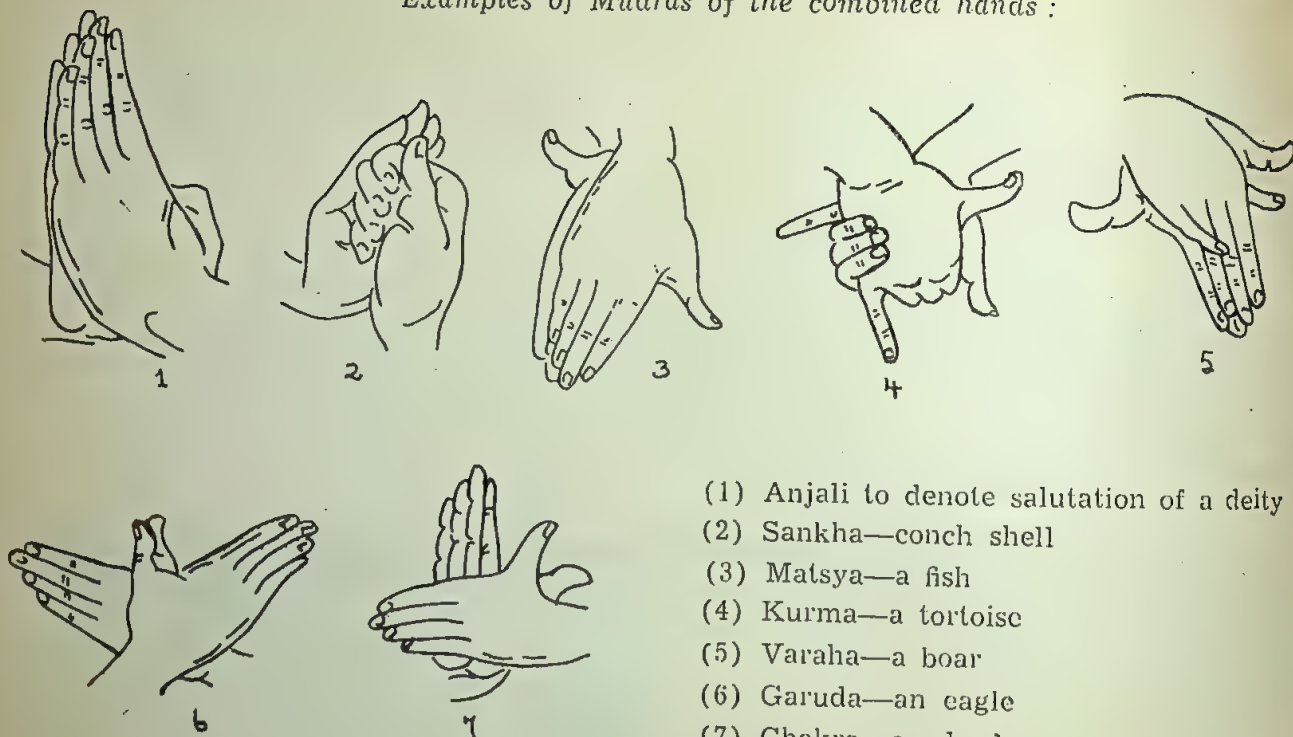 Examples of Mudras of the combined hands :
1
2
3
4
5
(1) Anjali to denote salutation of a deity
(2) Sankha—conch shell
(3) Matsya—a fish
(4) Kurma—a tortoise
(5) Varaha—a boar
(6) Garuda—an eagle
(7) Chakra—a
6
7